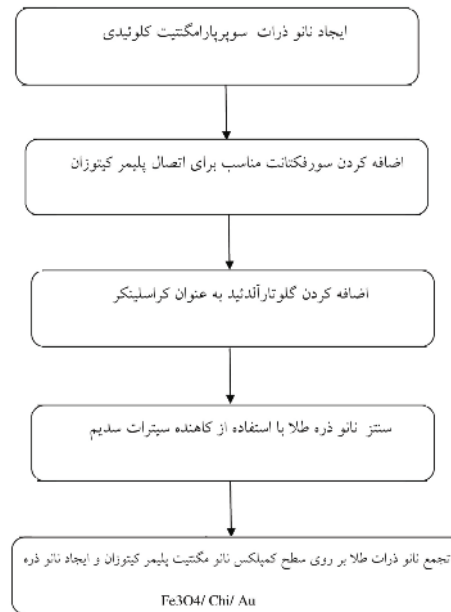 ایجاد نانو ذرات سوپرپارامگنتیت کلوئیدی
اضافه کردن سورفکتانت مناسب برای اتصال پلیمر کیتوزان
اضافه کردن گلوتارآلدئید به عنوان کراسلینکر
سنتز نانو ذره طلا با استفاده از کاهنده سیترات سدیم
تجمع نانو ذرات طلا بر روی سطح کمپلکس نانو مگنتیت پلیمر کیتوزان و ایجاد نانو ذره
Fe3O4/ Chi/ Au